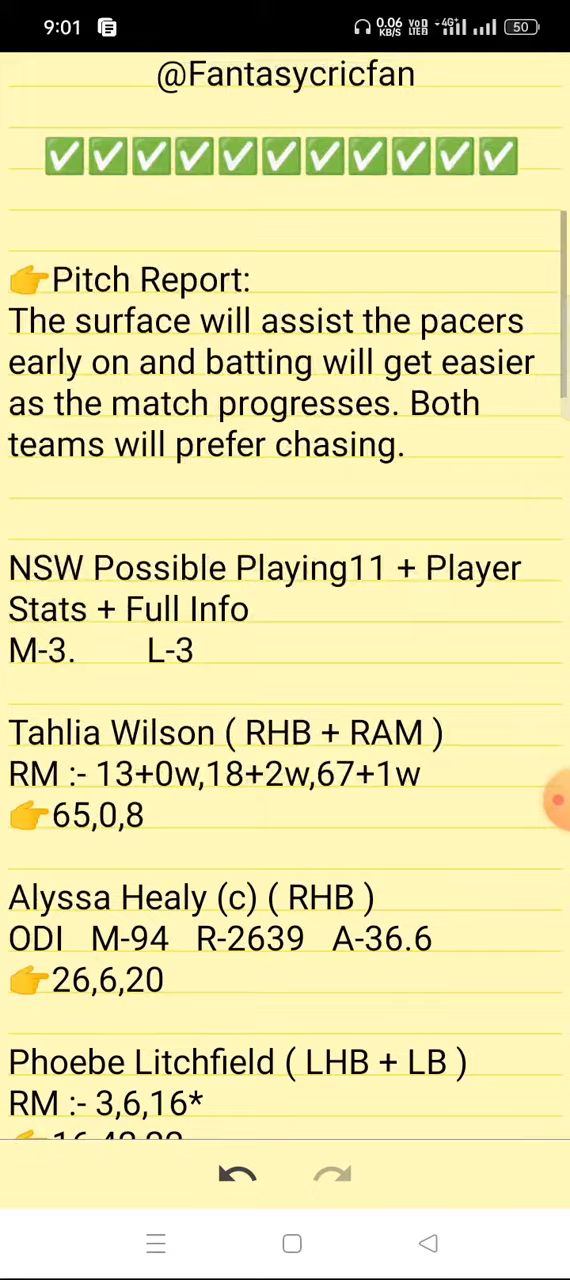 9:01 0.06 KB/S VoD LTE 4G+ 50
@Fantasycricfan
✅✅✅✅✅✅✅✅✅✅✅
👉Pitch Report:
The surface will assist the pacers
early on and batting will get easier
as the match progresses. Both
teams will prefer chasing.
NSW Possible Playing11 + Player
Stats + Full Info
M-3. L-3
Tahlia Wilson ( RHB + RAM )
RM :- 13+0w,18+2w,67+1w
👉65,0,8
Alyssa Healy (c) ( RHB )
ODI M-94 R-2639 A-36.6
👉26,6,20
Phoebe Litchfield ( LHB + LB )
RM :- 3,6,16*